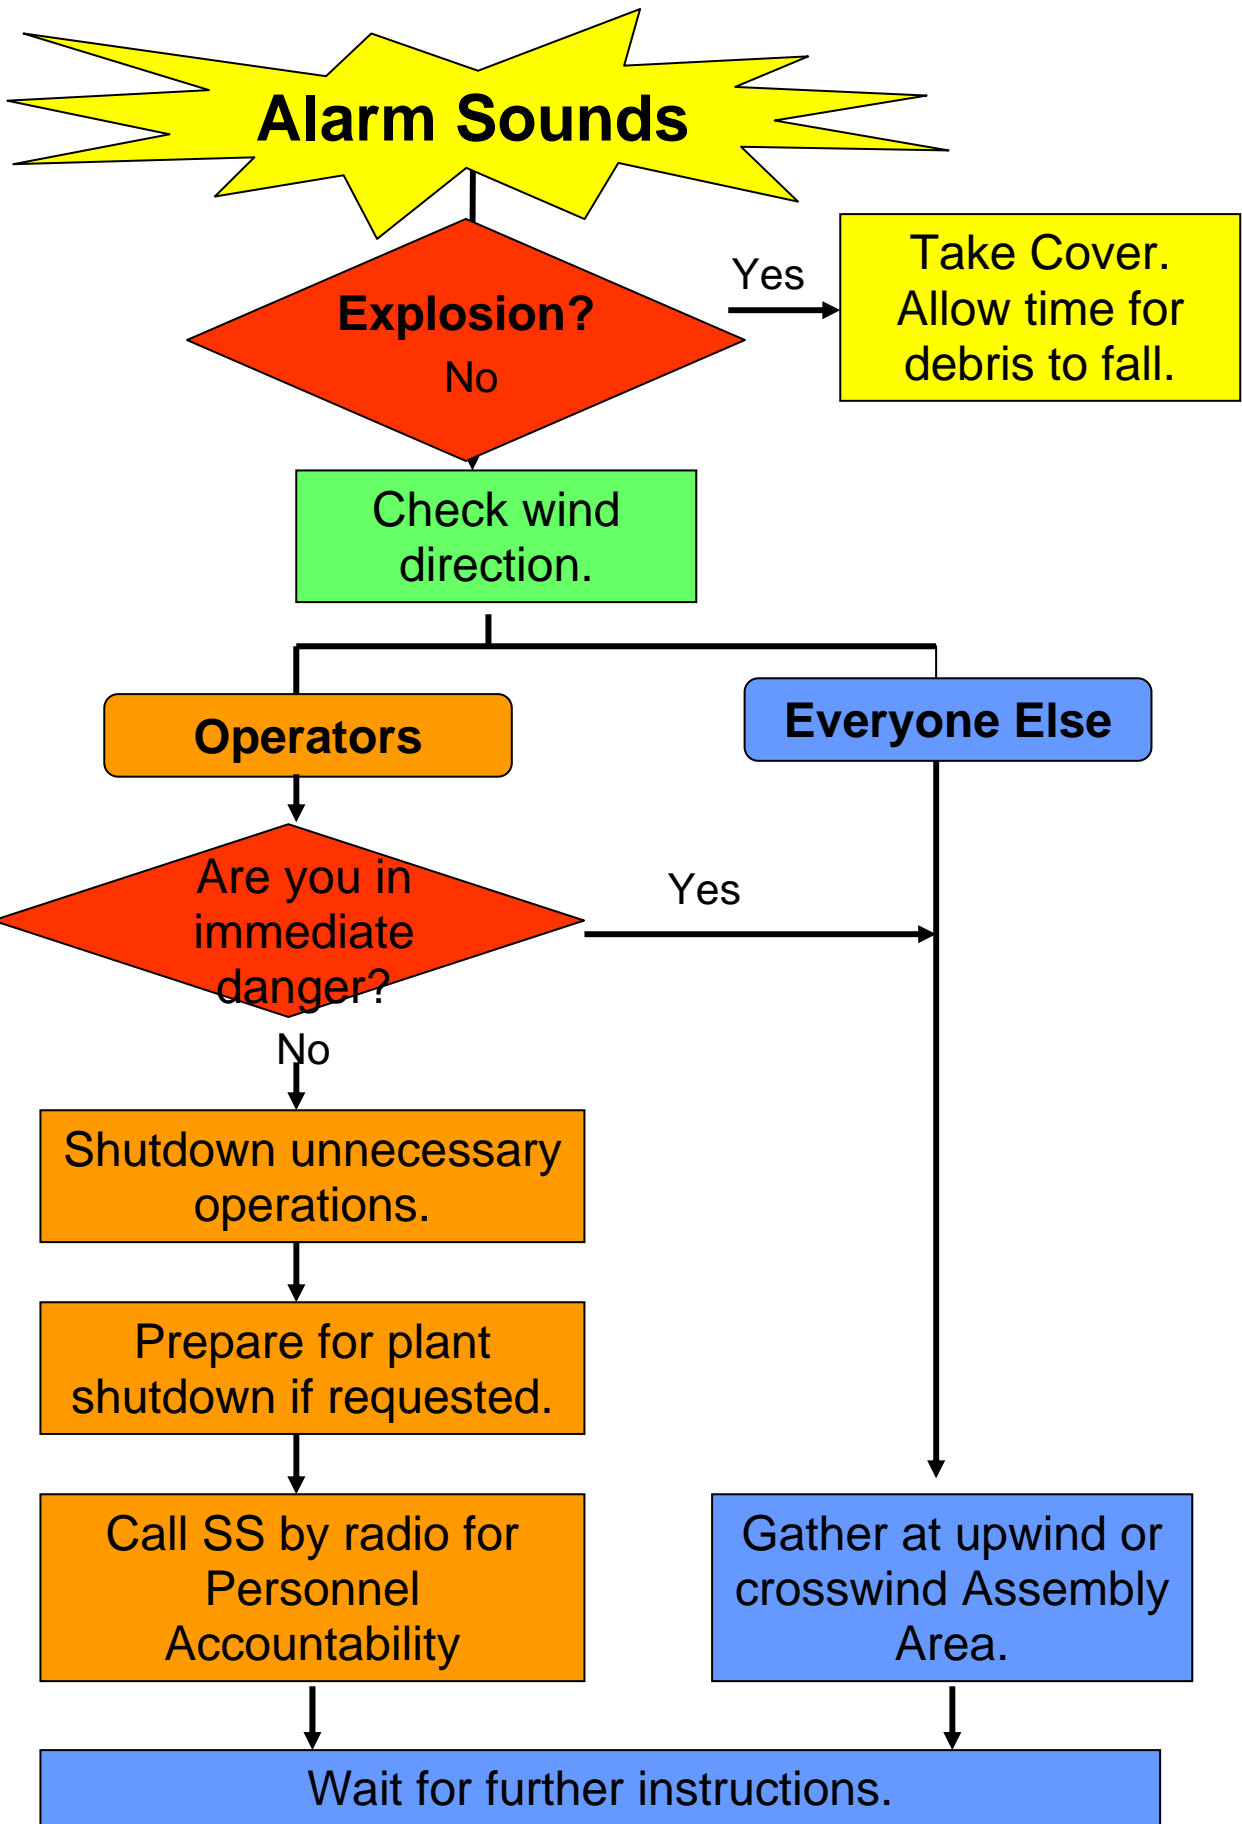 Alarm Sounds
Explosion?
No
Yes
Take Cover.
Allow time for
debris to fall.
Check wind
direction.
Operators
Everyone Else
Are you in
immediate
danger?
Yes
No
Shutdown unnecessary
operations.
Prepare for plant
shutdown if requested.
Call SS by radio for
Personnel
Accountability
Gather at upwind or
crosswind Assembly
Area.
Wait for further instructions.